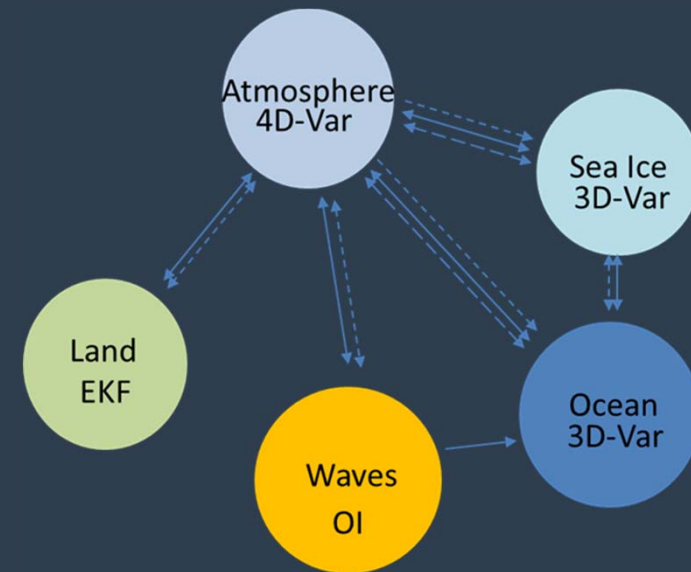 Atmosphere
4D-Var
Sea Ice
3D-Var
Land
EKF
Waves
OI
Ocean
3D-Var